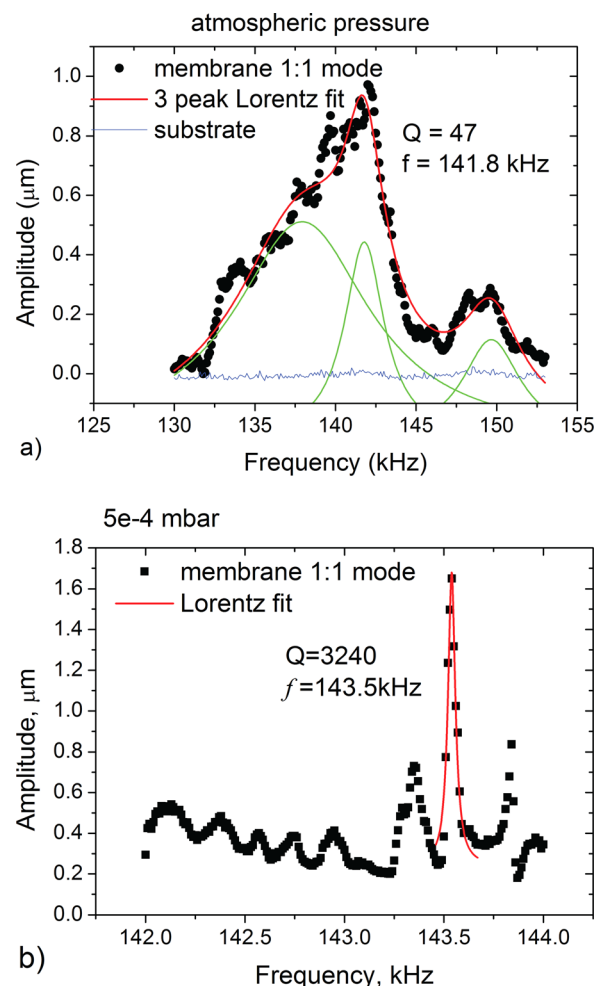 atmospheric pressure
membrane 1:1 mode
3 peak Lorentz fit
substrate
Q = 47
f = 141.8 kHz
1.0
0.8
0.6
0.4
0.2
0.0
Amplitude (μm)
125 130 135 140 145 150 155
Frequency (kHz)
a)
5e-4 mbar
membrane 1:1 mode
Lorentz fit
Q=3240
f=143.5kHz
1.8
1.6
1.4
1.2
1.0
0.8
0.6
0.4
0.2
0.0
Amplitude, μm
142.0 142.5 143.0 143.5 144.0
Frequency, kHz
b)